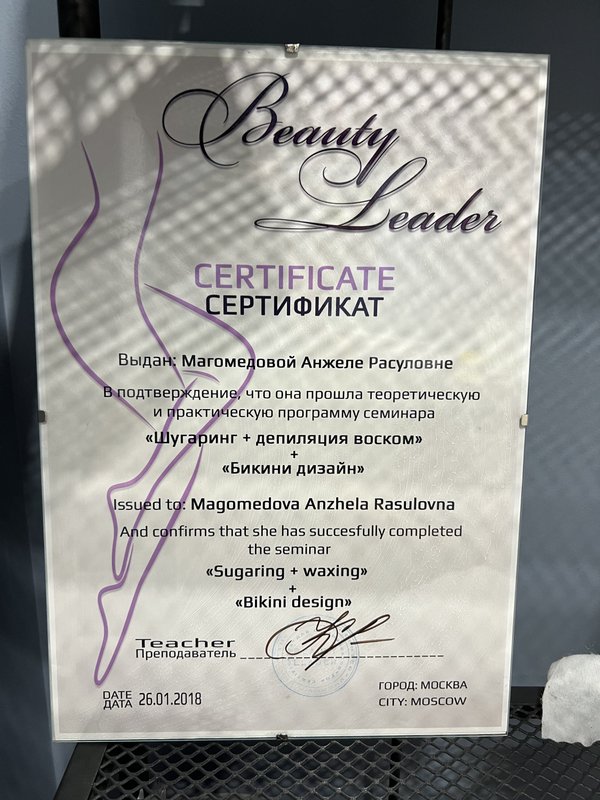 Beauty
Leader
CERTIFICATE
СЕРТИФИКАТ
Выдан: Магомедовой Анжеле Расуловне
В подтверждение, что она прошла теоретическую
и практическую программу семинара
«Шугаринг + депиляция воском»
+
«Бикини дизайн»
Issued to: Magomedova Anzhela Rasulovna
And confirms that she has succesfully completed
the seminar
«Sugaring + waxing»
+
«Bikini design»
Teacher
Преподаватель
DATE
ДАТА 26.01.2018
ГОРОД: МОСКВА
CITY: MOSCOW